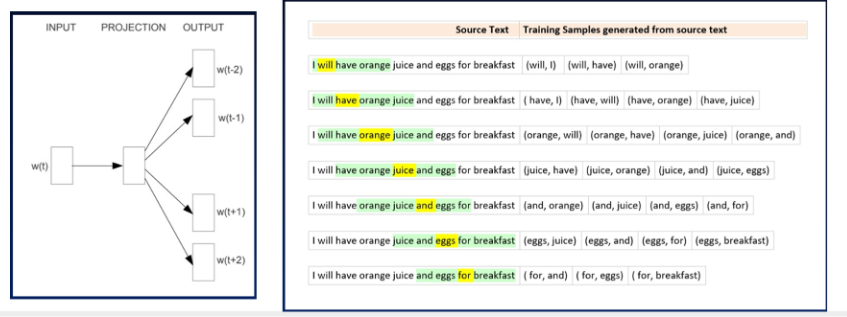 INPUT PROJECTION OUTPUT
w(t-2)
w(t-1)
w(t)
w(t+1)
w(t+2)
Source Text Training Samples generated from source text
I will have orange juice and eggs for breakfast (will, I) (will, have) (will, orange)
I will have orange juice and eggs for breakfast ( have, I) (have, will) (have, orange) (have, juice)
I will have orange juice and eggs for breakfast (orange, will) (orange, have) (orange, juice) (orange, and)
I will have orange juice and eggs for breakfast (juice, have) (juice, orange) (juice, and) (juice, eggs)
I will have orange juice and eggs for breakfast (and, orange) (and, juice) (and, eggs) (and, for)
I will have orange juice and eggs for breakfast (eggs, juice) (eggs, and) (eggs, for) (eggs, breakfast)
I will have orange juice and eggs for breakfast ( for, and) ( for, eggs) ( for, breakfast)